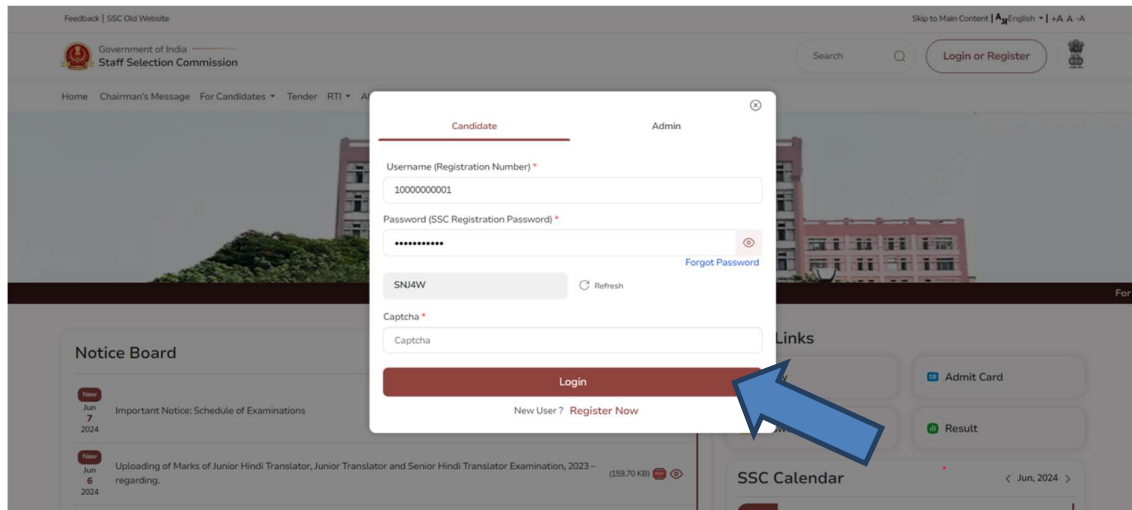 Feedback | SSC Old Website
Skip to Main Content | English | +A A -A
Government of India
Staff Selection Commission
Search
Login or Register
Home Chairman's Message For Candidates Tender RTI
Candidate Admin
Username (Registration Number) *
10000000001
Password (SSC Registration Password) *
•••••••••••
Forgot Password
SNJ4W
Refresh
Captcha *
Captcha
Login
New User ? Register Now
For
Notice Board
New
Jun
7
2024
Important Notice: Schedule of Examinations
New
Jun
6
2024
Uploading of Marks of Junior Hindi Translator, Junior Translator and Senior Hindi Translator Examination, 2023 –
regarding.
(159.70 KB)
Links
Admit Card
Result
SSC Calendar
< Jun, 2024 >